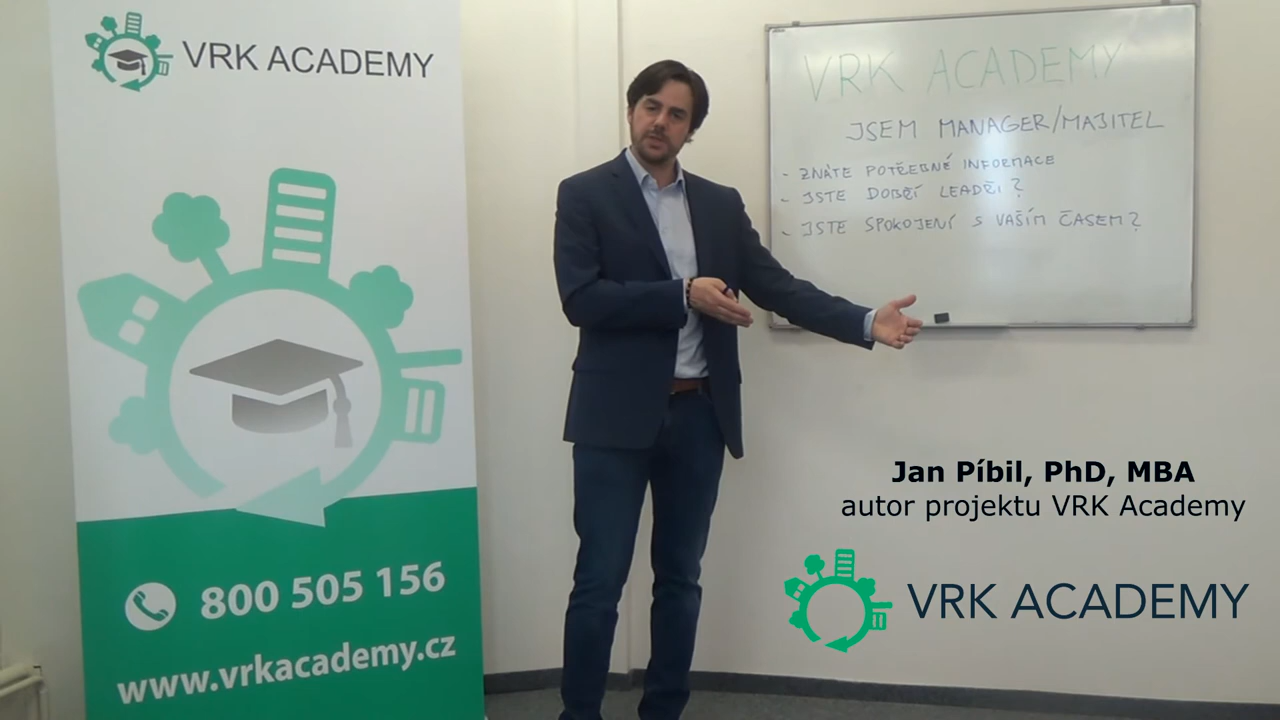 VRK ACADEMY
800 505 156
www.vrkacademy.cz
VRK ACADEMY
JSEM MANAGER/MAJITEL
- ZNÁTE POTŘEBNÉ INFORMACE
- JSTE DOBŘÍ LEADŘI?
- JSTE SPOKOJENÍ S VAŠÍM ČASEM?
Jan Píbil, PhD, MBA
autor projektu VRK Academy
VRK ACADEMY